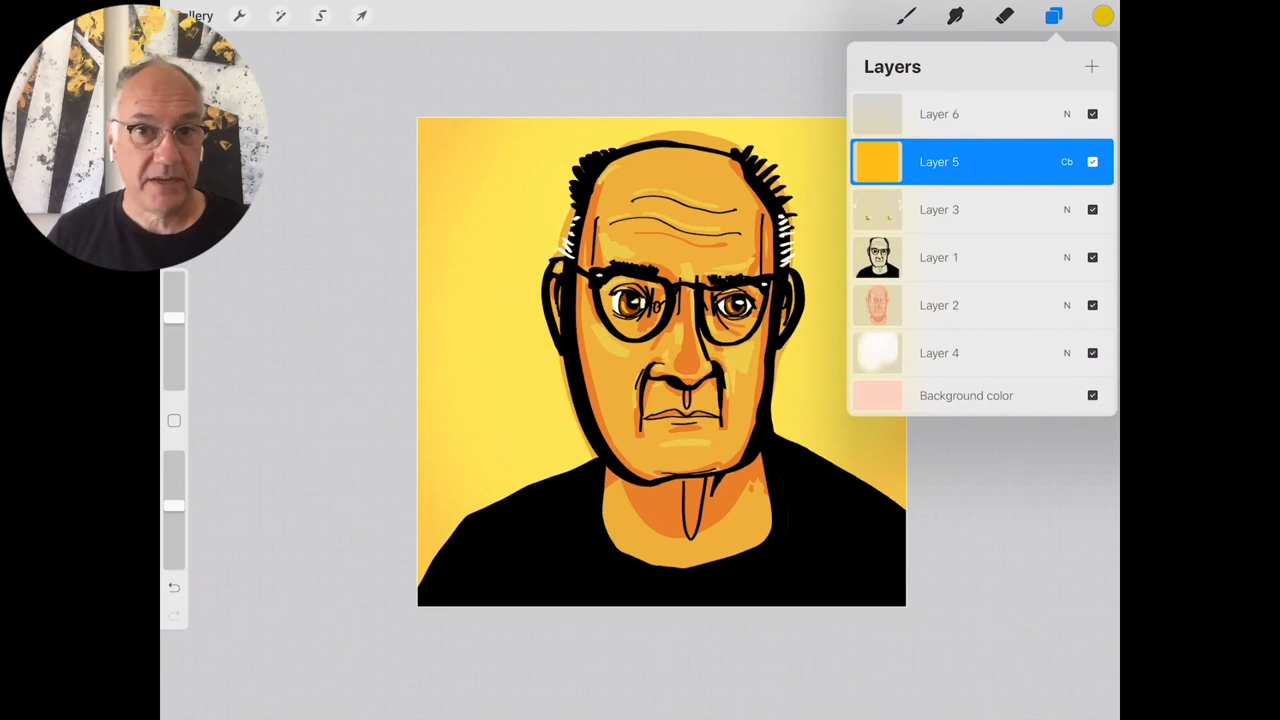 llery
Layers
Layer 6 N
Layer 5 Cb
Layer 3 N
Layer 1 N
Layer 2 N
Layer 4 N
Background color